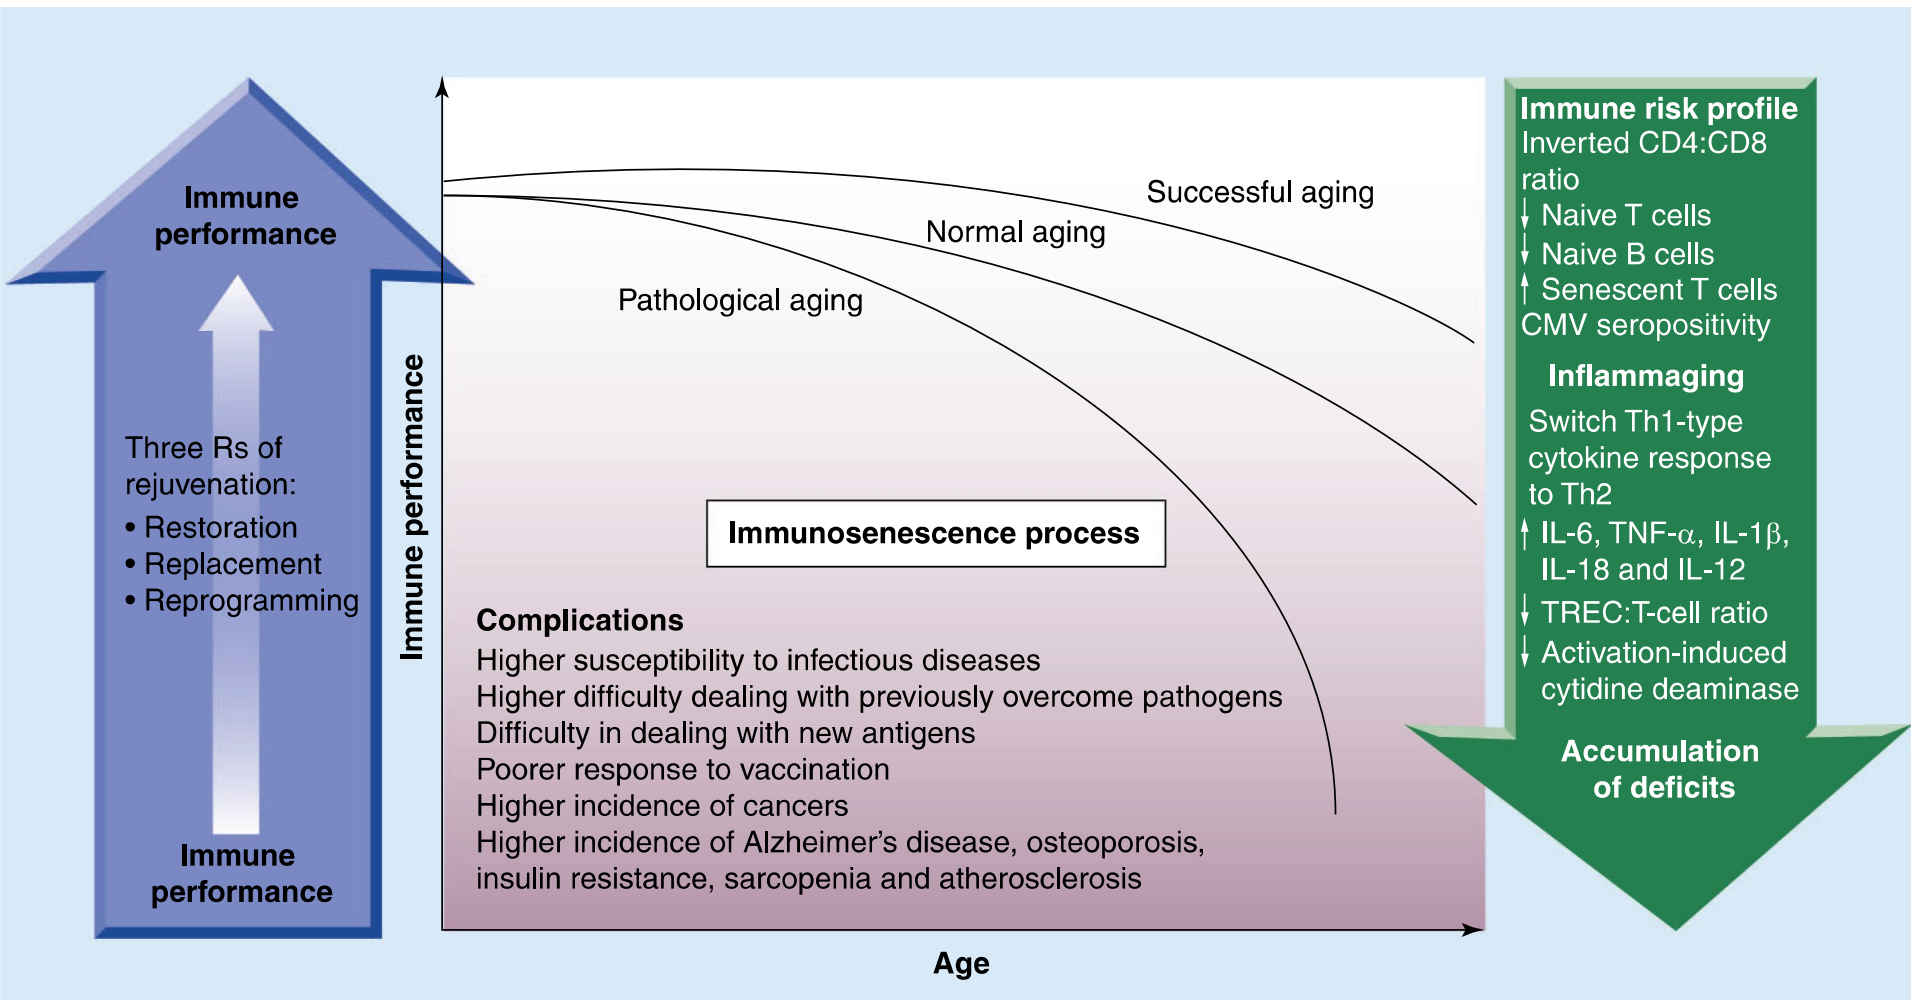 Immune
performance
Three Rs of
rejuvenation:
• Restoration
• Replacement
• Reprogramming
Immune
performance
Immune performance
Successful aging
Normal aging
Pathological aging
Immunosenescence process
Complications
Higher susceptibility to infectious diseases
Higher difficulty dealing with previously overcome pathogens
Difficulty in dealing with new antigens
Poorer response to vaccination
Higher incidence of cancers
Higher incidence of Alzheimer’s disease, osteoporosis,
insulin resistance, sarcopenia and atherosclerosis
Age
Immune risk profile
Inverted CD4:CD8
ratio
↓ Naive T cells
↓ Naive B cells
↑ Senescent T cells
CMV seropositivity
Inflammaging
Switch Th1-type
cytokine response
to Th2
↑ IL-6, TNF-α, IL-1β,
IL-18 and IL-12
↓ TREC:T-cell ratio
↓ Activation-induced
cytidine deaminase
Accumulation
of deficits